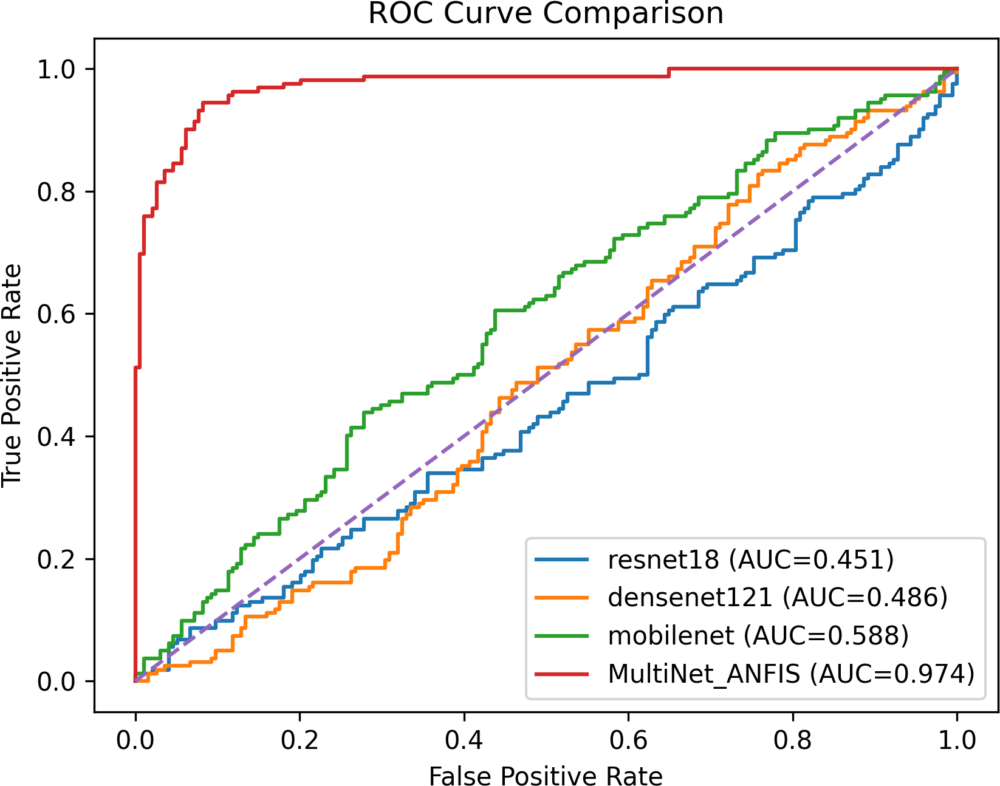 ROC Curve Comparison
True Positive Rate
1.0
0.8
0.6
0.4
0.2
0.0
resnet18 (AUC=0.451)
densenet121 (AUC=0.486)
mobilenet (AUC=0.588)
MultiNet_ANFIS (AUC=0.974)
0.0 0.2 0.4 0.6 0.8 1.0
False Positive Rate